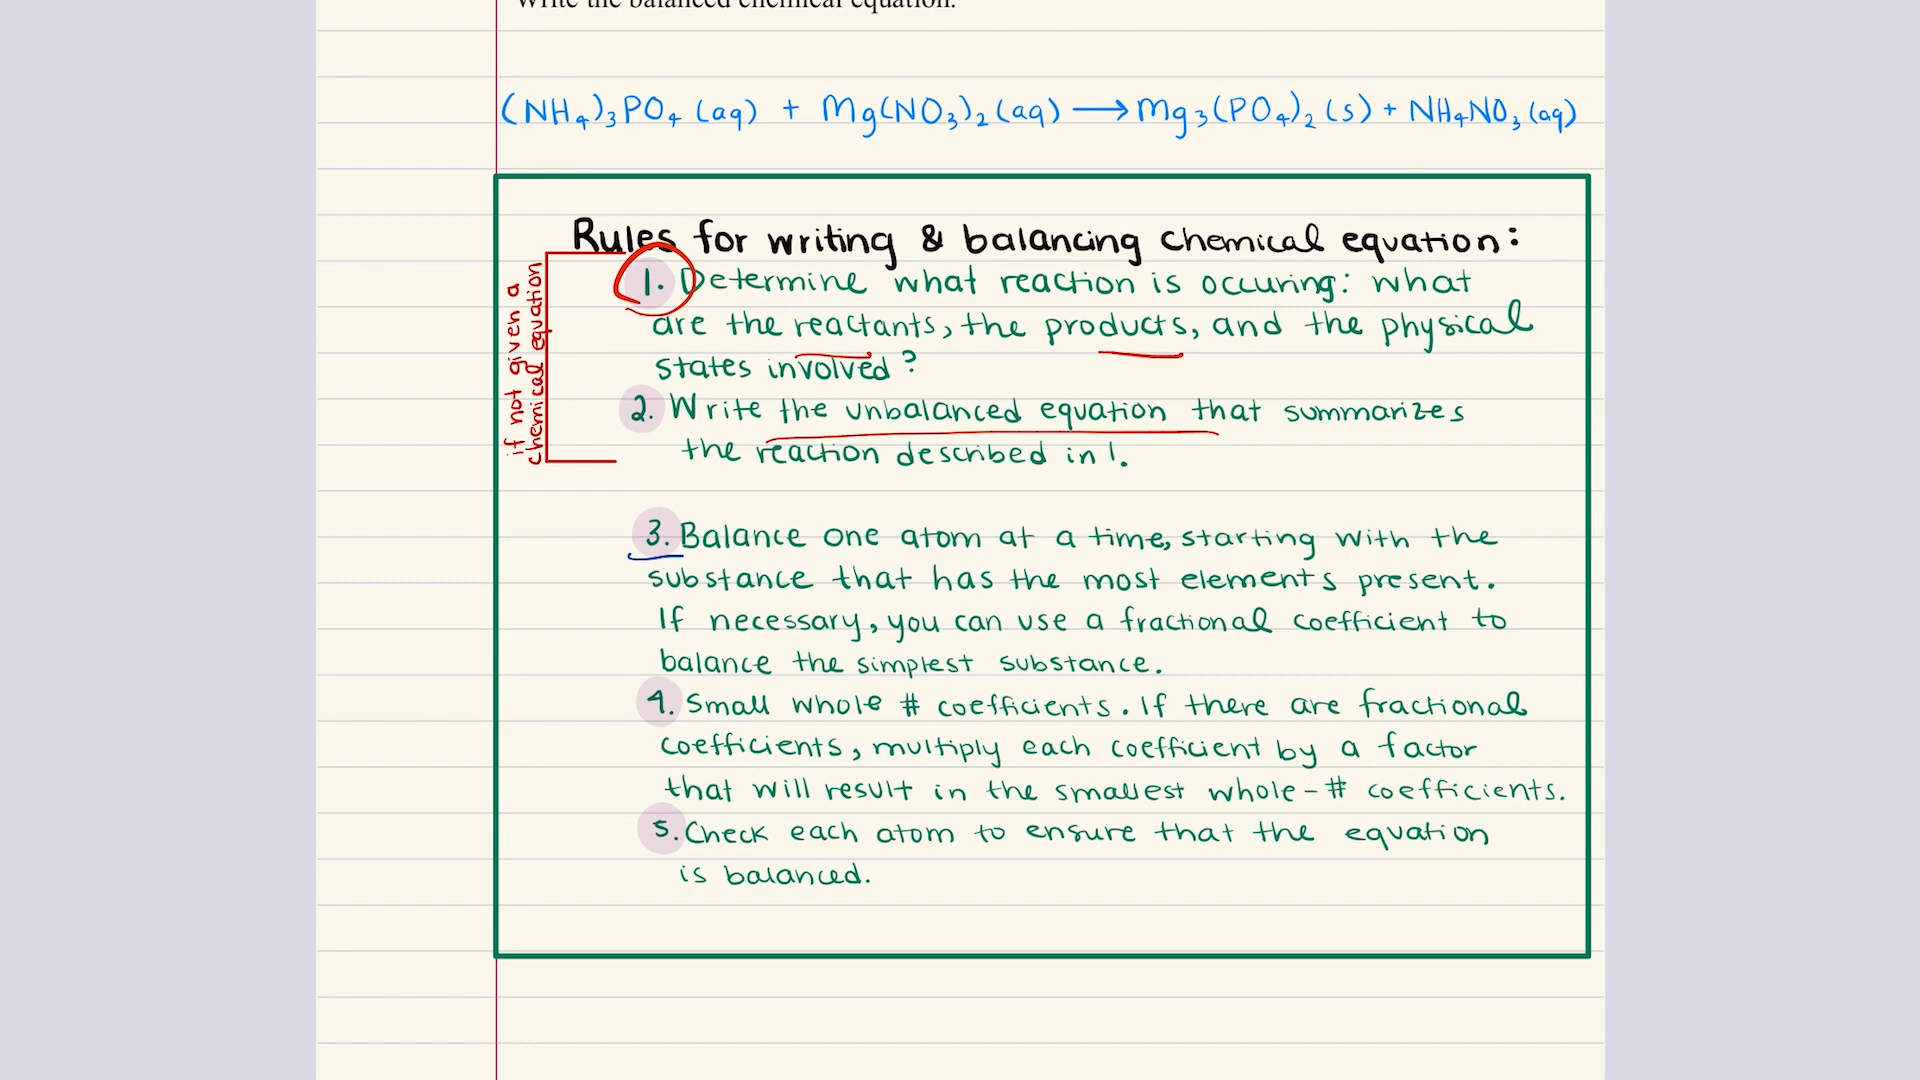 Write the balanced chemical equation.
(NH₄)₃PO₄ (aq) + Mg(NO₃)₂ (aq) ⟶ Mg₃(PO₄)₂ (s) + NH₄NO₃ (aq)
Rules for writing & balancing chemical equation:
if not given a
chemical equation
1. Determine what reaction is occuring: what
are the reactants, the products, and the physical
states involved?
2. Write the unbalanced equation that summarizes
the reaction described in 1.
3. Balance one atom at a time, starting with the
substance that has the most elements present.
If necessary, you can use a fractional coefficient to
balance the simplest substance.
4. Small whole # coefficients. If there are fractional
coefficients, multiply each coefficient by a factor
that will result in the smallest whole-# coefficients.
5. Check each atom to ensure that the equation
is balanced.